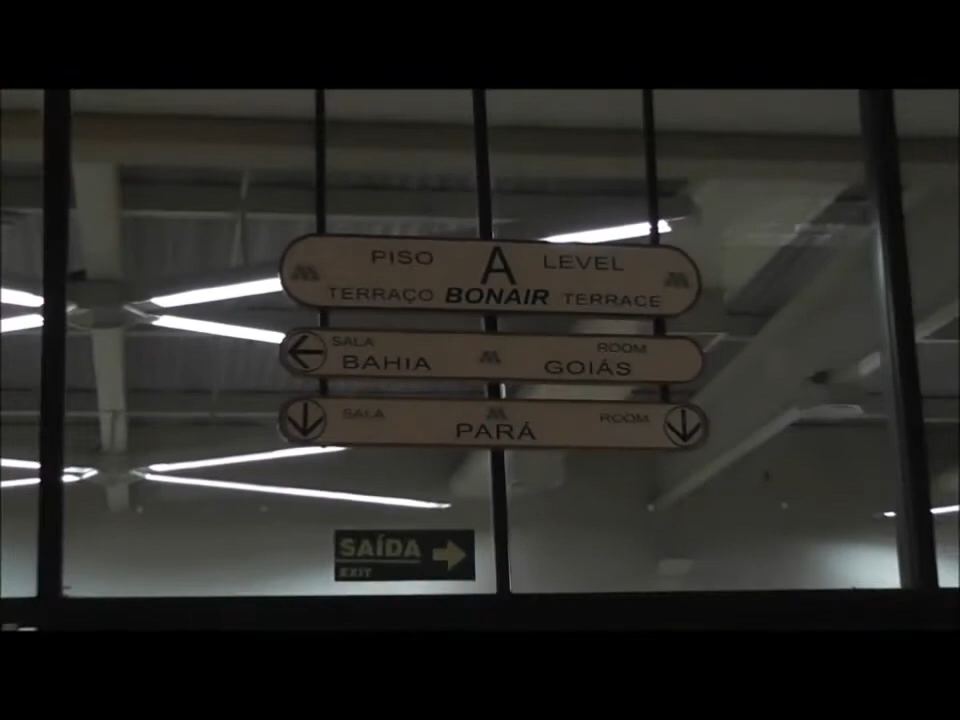 PISO A LEVEL
TERRAÇO BONAIR TERRACE
SALA ROOM
BAHIA GOIÁS
SALA ROOM
PARÁ
SAÍDA
EXIT